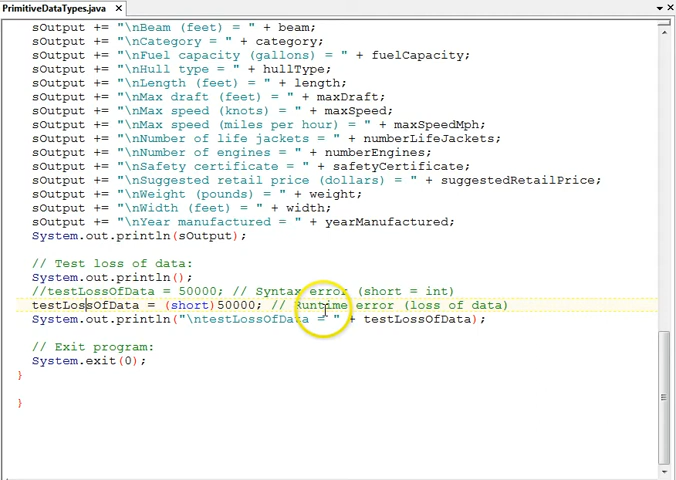 PrimitiveDataTypes.java
sOutput += "\nBeam (feet) = " + beam;
sOutput += "\nCategory = " + category;
sOutput += "\nFuel capacity (gallons) = " + fuelCapacity;
sOutput += "\nHull type = " + hullType;
sOutput += "\nLength (feet) = " + length;
sOutput += "\nMax draft (feet) = " + maxDraft;
sOutput += "\nMax speed (knots) = " + maxSpeed;
sOutput += "\nMax speed (miles per hour) = " + maxSpeedMph;
sOutput += "\nNumber of life jackets = " + numberLifeJackets;
sOutput += "\nNumber of engines = " + numberEngines;
sOutput += "\nSafety certificate = " + safetyCertificate;
sOutput += "\nSuggested retail price (dollars) = " + suggestedRetailPrice;
sOutput += "\nWeight (pounds) = " + weight;
sOutput += "\nWidth (feet) = " + width;
sOutput += "\nYear manufactured = " + yearManufactured;
System.out.println(sOutput);
// Test loss of data:
System.out.println();
//testLossOfData = 50000; // Syntax error (short = int)
testLossOfData = (short)50000; // Runtime error (loss of data)
System.out.println("\ntestLossOfData = " + testLossOfData);
// Exit program:
System.exit(0);
}
}